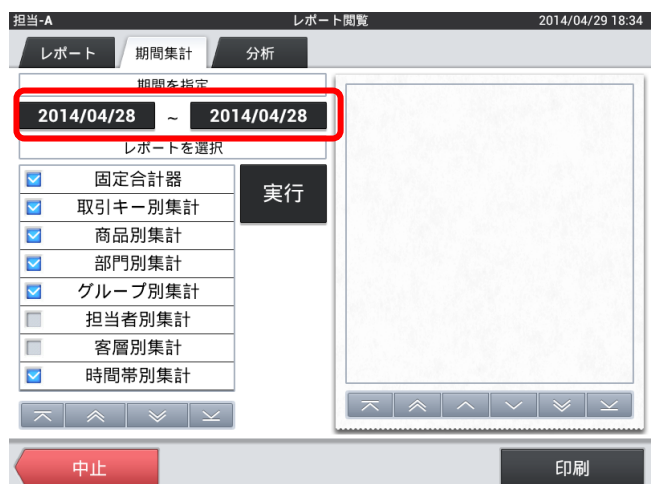 担当-A レポート閲覧 2014/04/29 18:34
レポート 期間集計 分析
期間を指定
2014/04/28 ~ 2014/04/28
レポートを選択
固定合計器
実行
取引キー別集計
商品別集計
部門別集計
グループ別集計
担当者別集計
客層別集計
時間帯別集計
中止 印刷